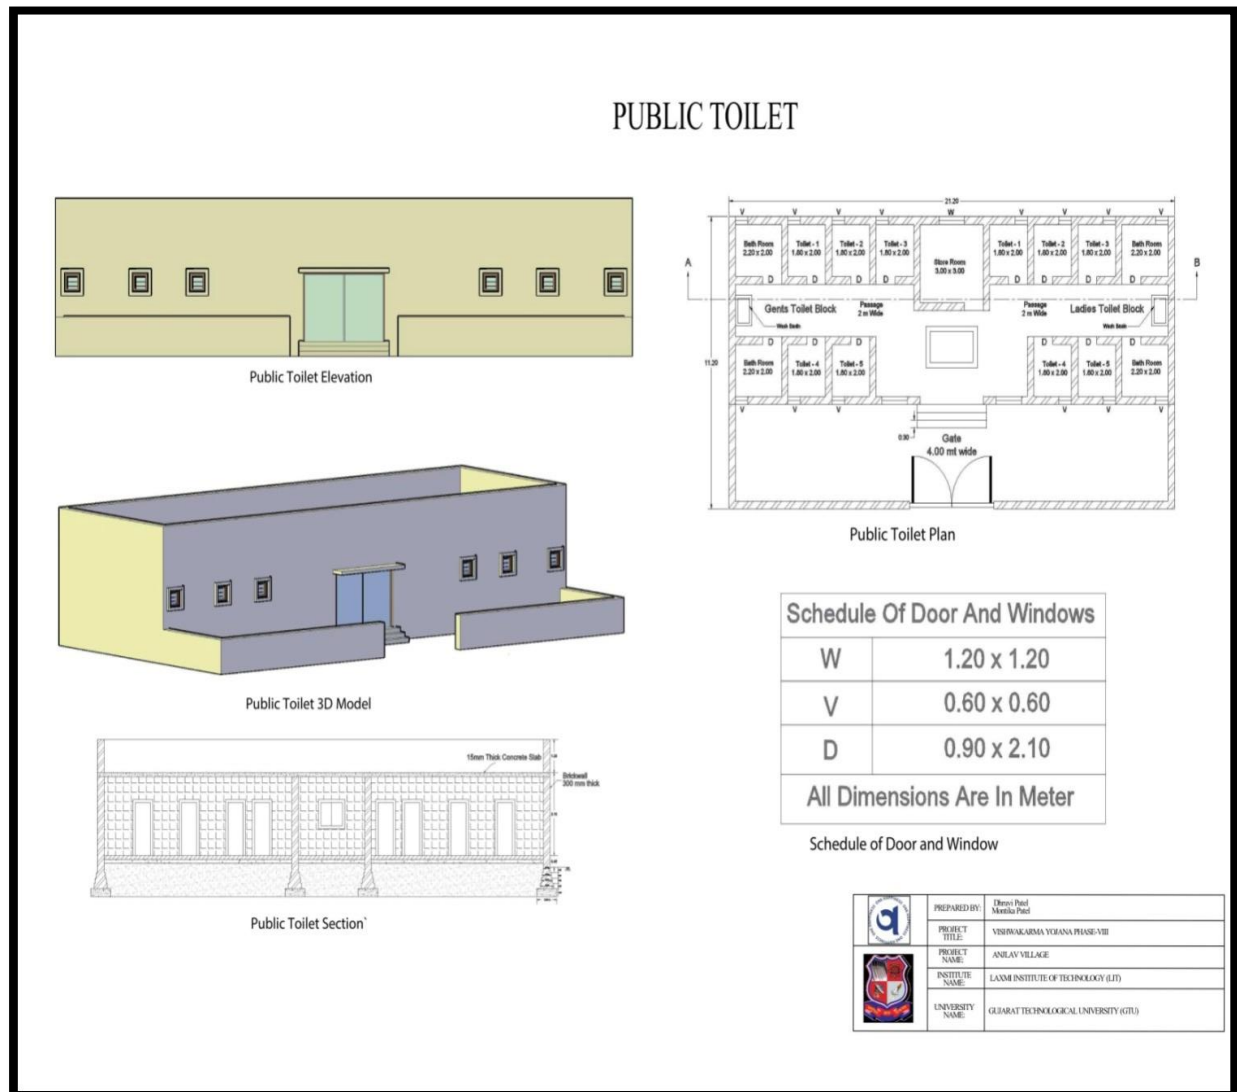 PUBLIC TOILET
Public Toilet Elevation
21.20
V V V V W V V V V
Bath Room
2.20 x 2.00
Toilet - 1
1.80 x 2.00
Toilet - 2
1.80 x 2.00
Toilet - 3
1.80 x 2.00
Store Room
3.00 x 3.00
Toilet - 1
1.80 x 2.00
Toilet - 2
1.80 x 2.00
Toilet - 3
1.80 x 2.00
Bath Room
2.20 x 2.00
D D D D D D D D
A
B
Gents Toilet Block
Passage
2 m Wide
Passage
2 m Wide
Ladies Toilet Block
Wash Basin
Wash Basin
11.20
D D D D D D
Bath Room
2.20 x 2.00
Toilet - 4
1.80 x 2.00
Toilet - 5
1.80 x 2.00
Toilet - 4
1.80 x 2.00
Toilet - 5
1.80 x 2.00
Bath Room
2.20 x 2.00
V V V V V V
0.30
Gate
4.00 mt wide
Public Toilet Plan
Public Toilet 3D Model
15mm Thick Concrete Slab
Brickwall
300 mm thick
Public Toilet Section`
Schedule Of Door And Windows
W 1.20 x 1.20
V 0.60 x 0.60
D 0.90 x 2.10
All Dimensions Are In Meter
Schedule of Door and Window
PREPARED BY: Dhruvi Patel
Montika Patel
PROJECT TITLE: VISHWAKARMA YOJANA PHASE-VIII
PROJECT NAME: ANJLAV VILLAGE
INSTITUTE NAME: LAXMI INSTITUTE OF TECHNOLOGY (LIT)
UNIVERSITY NAME: GUJARAT TECHNOLOGICAL UNIVERSITY (GTU)